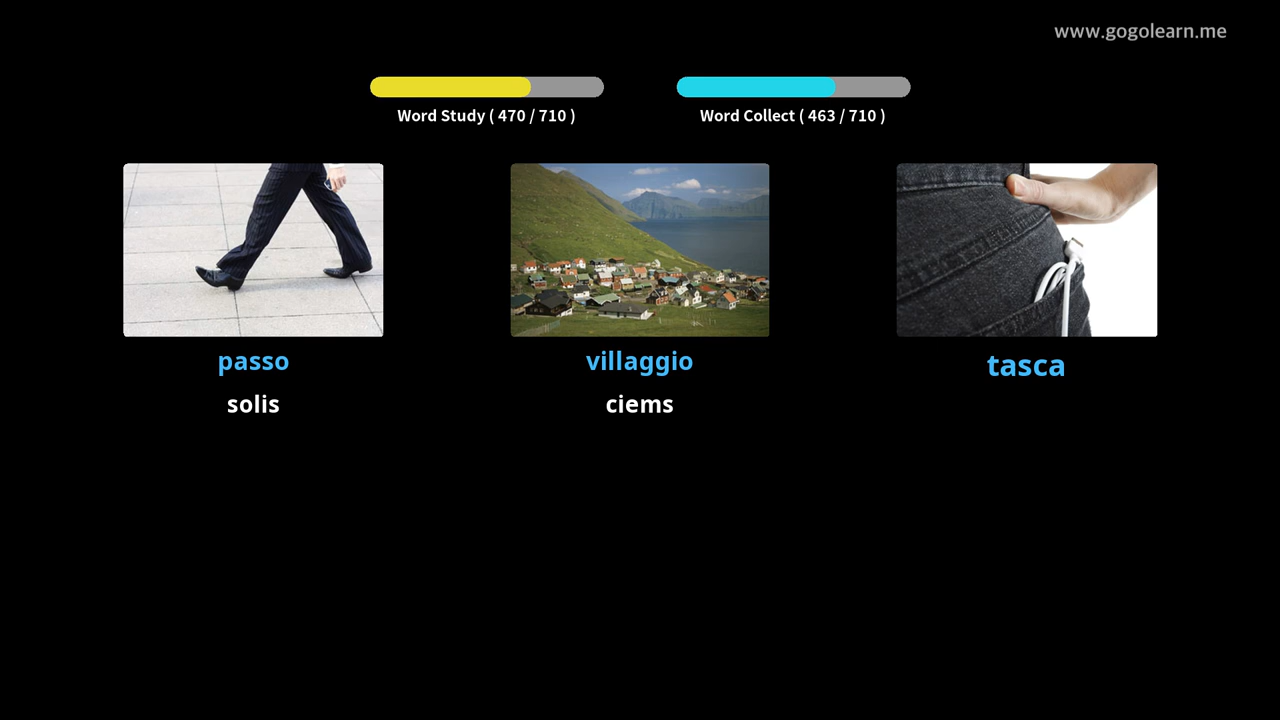 www.gogolearn.me
Word Study ( 470 / 710 )
Word Collect ( 463 / 710 )
passo
villaggio
tasca
solis
ciems